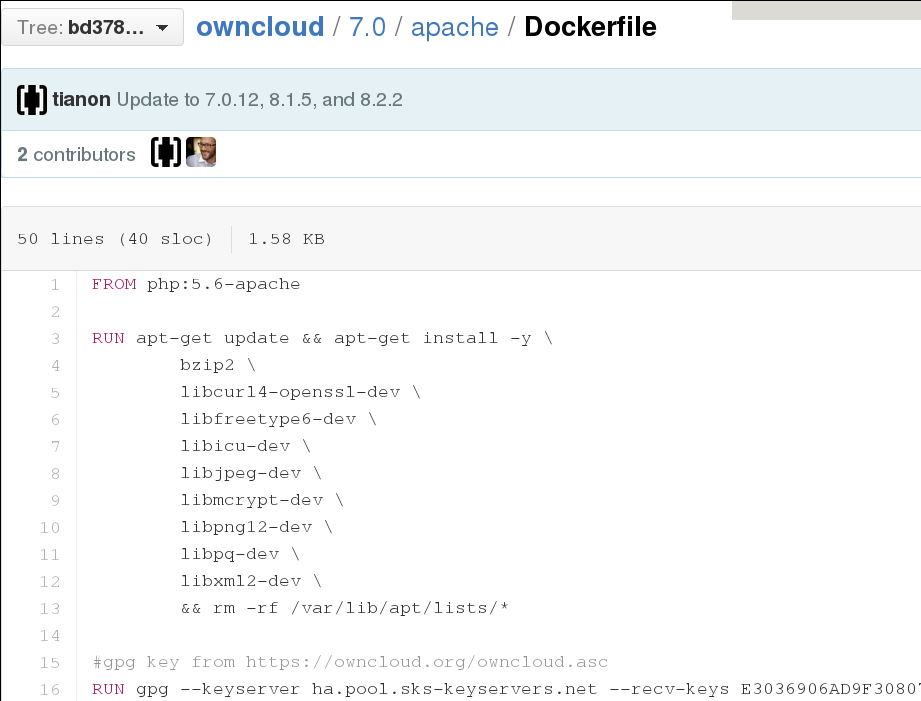 Tree: bd378... owncloud / 7.0 / apache / Dockerfile
tianon Update to 7.0.12, 8.1.5, and 8.2.2
2 contributors
50 lines (40 sloc) 1.58 KB
1 FROM php:5.6-apache
2
3 RUN apt-get update && apt-get install -y \
4 bzip2 \
5 libcurl4-openssl-dev \
6 libfreetype6-dev \
7 libicu-dev \
8 libjpeg-dev \
9 libmcrypt-dev \
10 libpng12-dev \
11 libpq-dev \
12 libxml2-dev \
13 && rm -rf /var/lib/apt/lists/*
14
15 #gpg key from https://owncloud.org/owncloud.asc
16 RUN gpg --keyserver ha.pool.sks-keyservers.net --recv-keys E3036906AD9F3080